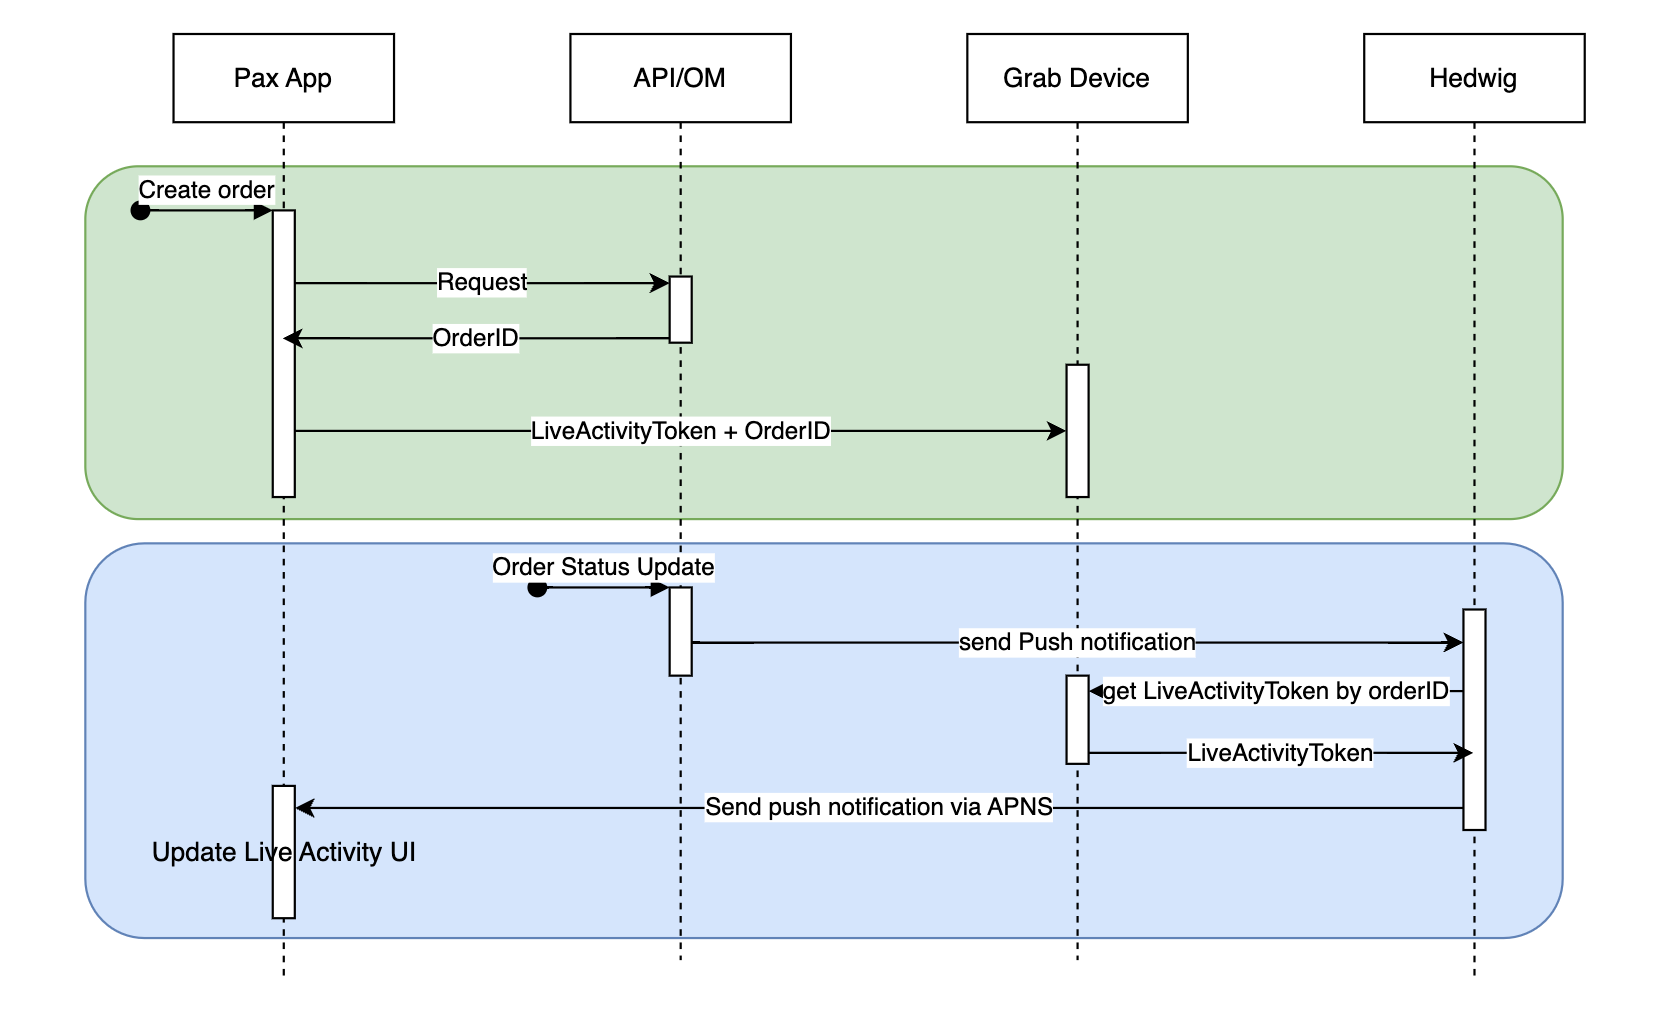 Pax App
API/OM
Grab Device
Hedwig
Create order
Request
OrderID
LiveActivityToken + OrderID
Order Status Update
send Push notification
get LiveActivityToken by orderID
LiveActivityToken
Send push notification via APNS
Update Live Activity UI